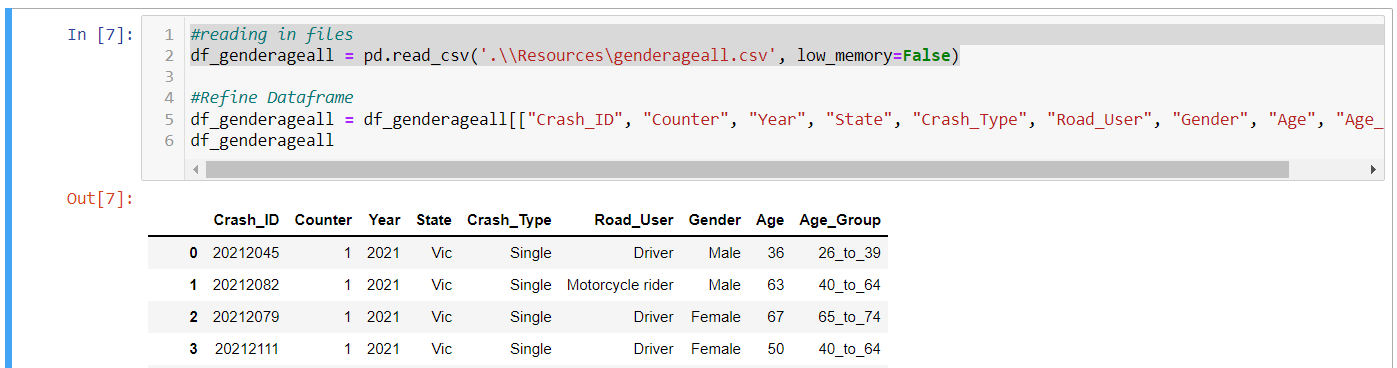 In [7]:
1 #reading in files
2 df_genderageall = pd.read_csv('.\\Resources\genderageall.csv', low_memory=False)
3
4 #Refine Dataframe
5 df_genderageall = df_genderageall[["Crash_ID", "Counter", "Year", "State", "Crash_Type", "Road_User", "Gender", "Age", "Age_
6 df_genderageall
Out[7]:
Crash_ID Counter Year State Crash_Type Road_User Gender Age Age_Group
0 20212045 1 2021 Vic Single Driver Male 36 26_to_39
1 20212082 1 2021 Vic Single Motorcycle rider Male 63 40_to_64
2 20212079 1 2021 Vic Single Driver Female 67 65_to_74
3 20212111 1 2021 Vic Single Driver Female 50 40_to_64